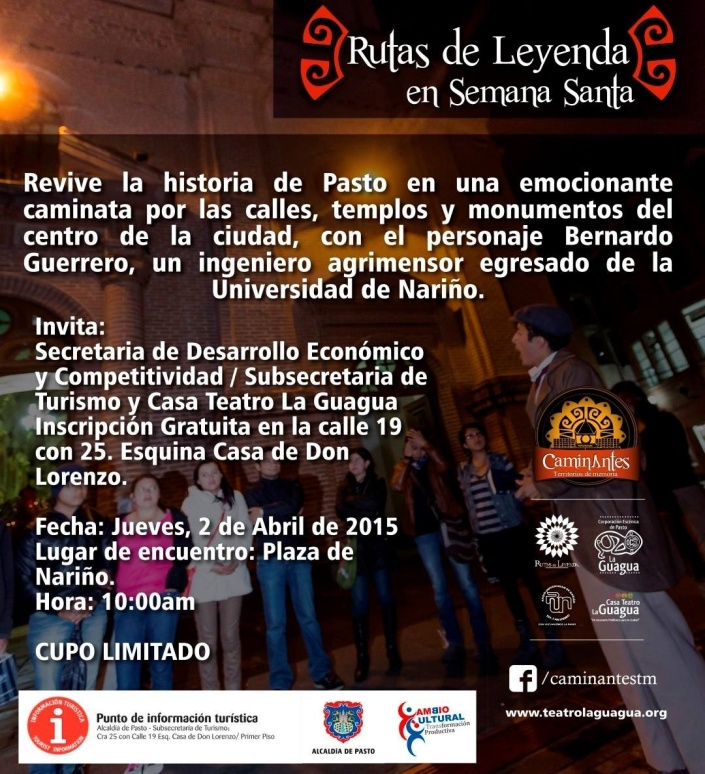 Rutas de Leyenda
en Semana Santa
Revive la historia de Pasto en una emocionante
caminata por las calles, templos y monumentos del
centro de la ciudad, con el personaje Bernardo
Guerrero, un ingeniero agrimensor egresado de la
Universidad de Nariño.
Invita:
Secretaria de Desarrollo Económico
y Competitividad / Subsecretaria de
Turismo y Casa Teatro La Guagua
Inscripción Gratuita en la calle 19
con 25. Esquina Casa de Don
Lorenzo.
Fecha: Jueves, 2 de Abril de 2015
Lugar de encuentro: Plaza de
Nariño.
Hora: 10:00am
CUPO LIMITADO
CaminAntes
Territorios de memoria
Rutas de Leyenda
Corporación Escénica
de Pasto
La
Guagua
Casa Teatro
La Guagua
/caminantestm
www.teatrolaguagua.org
INFORMACIÓN TURÍSTICA
i
TOURIST INFORMATION
Punto de información turística
Alcaldía de Pasto - Subsecretaría de Turismo:
Cra 25 con Calle 19 Esq. Casa de Don Lorenzo/ Primer Piso
ALCALDÍA DE PASTO
CAMBIO
CULTURAL
Transformación
Productiva